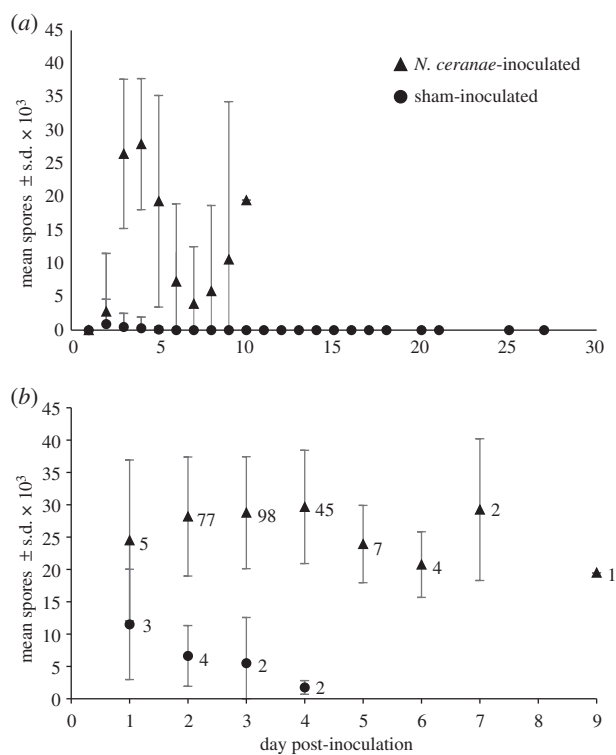 (a)
45
40
35
30
25
20
15
10
5
0
mean spores ± s.d. × 10³
N. ceranae-inoculated
sham-inoculated
0 5 10 15 20 25 30
(b)
45
40
35
30
25
20
15
10
5
0
mean spores ± s.d. × 10³
5 77 98 45 7 4 2 1
3 4 2 2
0 1 2 3 4 5 6 7 8 9
day post-inoculation